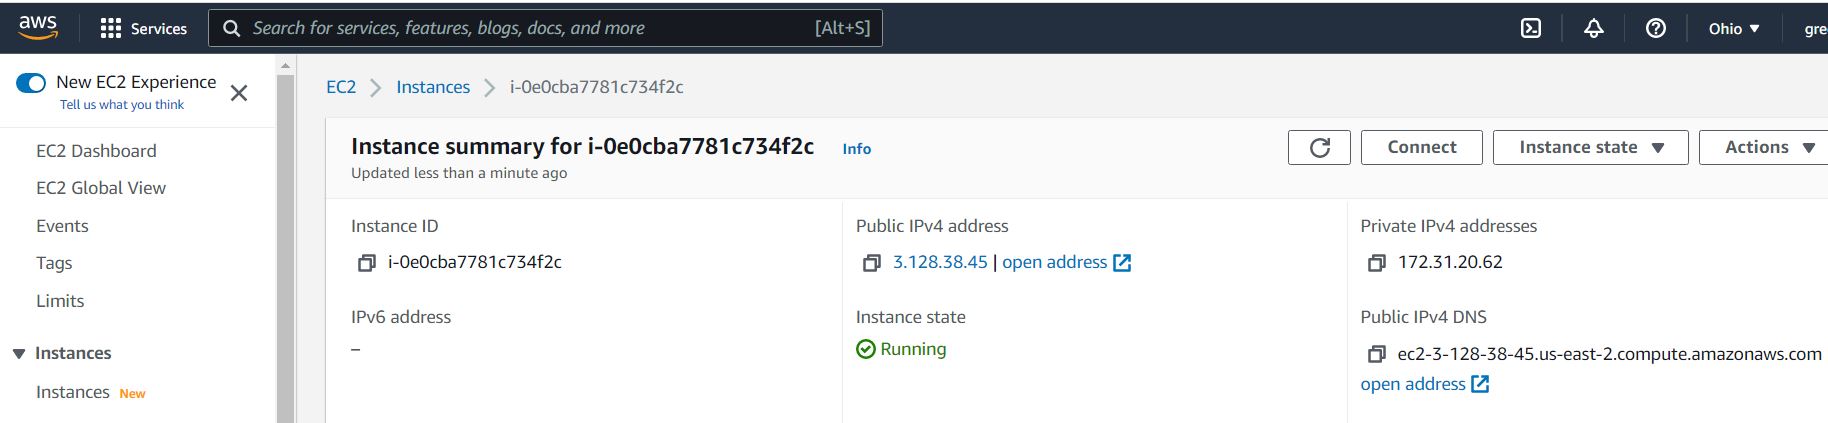 aws
Services
Search for services, features, blogs, docs, and more [Alt+S]
Ohio
gre
New EC2 Experience
Tell us what you think
EC2 Dashboard
EC2 Global View
Events
Tags
Limits
Instances
Instances New
EC2 > Instances > i-0e0cba7781c734f2c
Instance summary for i-0e0cba7781c734f2c Info
Updated less than a minute ago
Connect
Instance state
Actions
Instance ID
i-0e0cba7781c734f2c
Public IPv4 address
3.128.38.45 | open address
Private IPv4 addresses
172.31.20.62
IPv6 address
–
Instance state
Running
Public IPv4 DNS
ec2-3-128-38-45.us-east-2.compute.amazonaws.com
open address